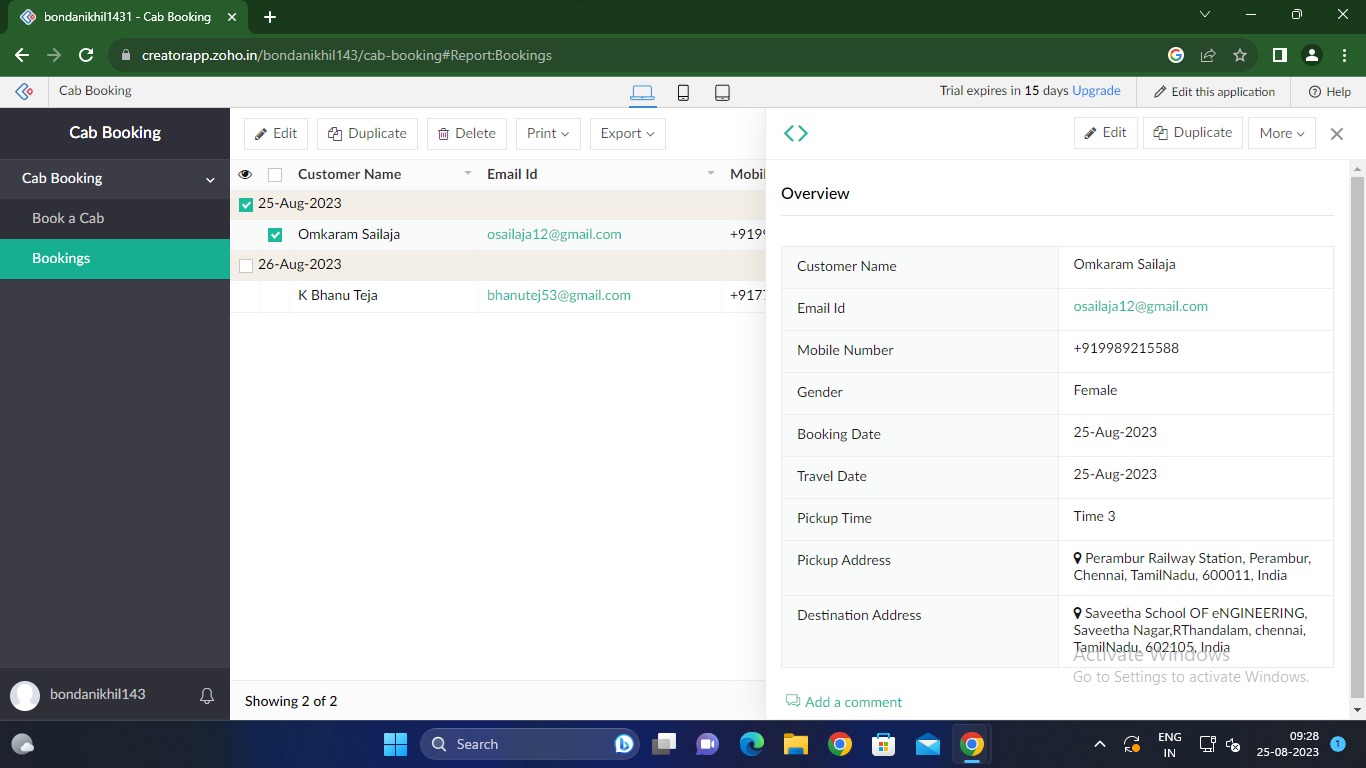 bondanikhil1431 - Cab Booking
creatorapp.zoho.in/bondanikhil143/cab-booking#Report:Bookings
Cab Booking
Trial expires in 15 days Upgrade
Edit this application
Help
Cab Booking
Cab Booking
Book a Cab
Bookings
bondanikhil143
Edit
Duplicate
Delete
Print
Export
Customer Name Email Id Mobil
25-Aug-2023
Omkaram Sailaja osailaja12@gmail.com +919
26-Aug-2023
K Bhanu Teja bhanutej53@gmail.com +917
Showing 2 of 2
Edit
Duplicate
More
Overview
Customer Name Omkaram Sailaja
Email Id osailaja12@gmail.com
Mobile Number +919989215588
Gender Female
Booking Date 25-Aug-2023
Travel Date 25-Aug-2023
Pickup Time Time 3
Pickup Address Perambur Railway Station, Perambur,
Chennai, TamilNadu, 600011, India
Destination Address Saveetha School OF eNGINEERING,
Saveetha Nagar,RThandalam, chennai,
TamilNadu, 602105, India
Activate Windows
Go to Settings to activate Windows.
Add a comment
Search
ENG
IN
09:28
25-08-2023
1